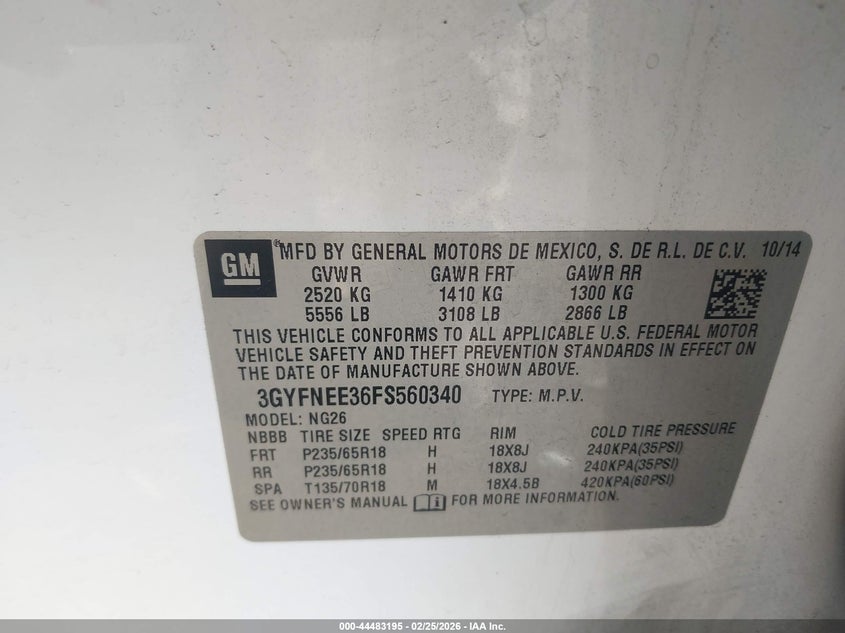 GM
® MFD BY GENERAL MOTORS DE MEXICO, S. DE R.L. DE C.V. 10/14
GVWR GAWR FRT GAWR RR
2520 KG 1410 KG 1300 KG
5556 LB 3108 LB 2866 LB
THIS VEHICLE CONFORMS TO ALL APPLICABLE U.S. FEDERAL MOTOR
VEHICLE SAFETY AND THEFT PREVENTION STANDARDS IN EFFECT ON
THE DATE OF MANUFACTURE SHOWN ABOVE.
3GYFNEE36FS560340 TYPE: M.P.V.
MODEL: NG26
NBBB TIRE SIZE SPEED RTG RIM COLD TIRE PRESSURE
FRT P235/65R18 H 18X8J 240KPA(35PSI)
RR P235/65R18 H 18X8J 240KPA(35PSI)
SPA T135/70R18 M 18X4.5B 420KPA(60PSI)
SEE OWNER'S MANUAL FOR MORE INFORMATION.
000-44483195 - 02/25/2026 - IAA Inc.